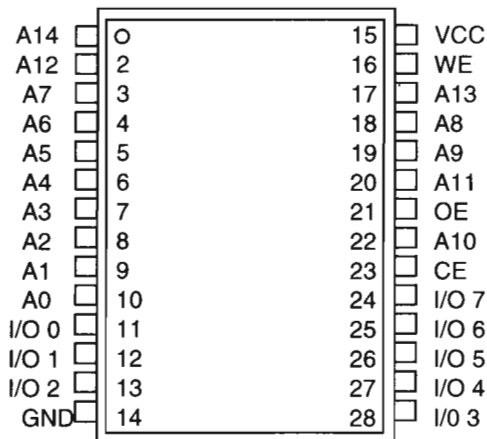 A14 15 VCC
A12 2 16 WE
A7 3 17 A13
A6 4 18 A8
A5 5 19 A9
A4 6 20 A11
A3 7 21 OE
A2 8 22 A10
A1 9 23 CE
A0 10 24 I/O 7
I/O 0 11 25 I/O 6
I/O 1 12 26 I/O 5
I/O 2 13 27 I/O 4
GND 14 28 I/0 3